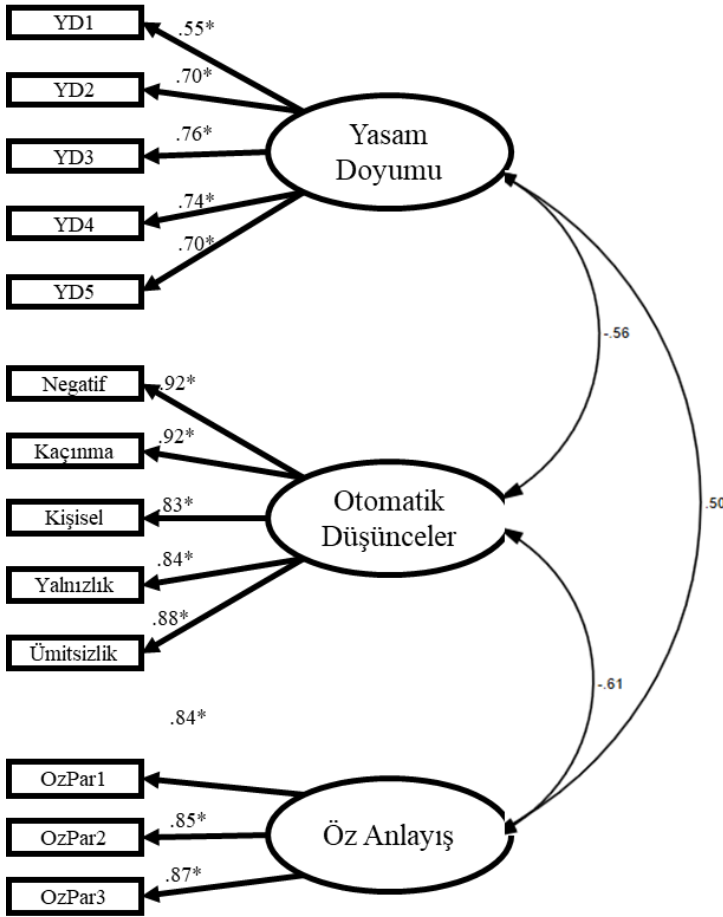 YD1
.55*
YD2
.70*
YD3
.76*
YD4
.74*
YD5
.70*
Yasam
Doyumu
-.56
.50
Negatif
.92*
Kaçınma
.92*
Kişisel
.83*
Yalnızlık
.84*
Ümitsizlik
.88*
Otomatik
Düşünceler
-.61
.84*
OzPar1
OzPar2
.85*
OzPar3
.87*
Öz Anlayış